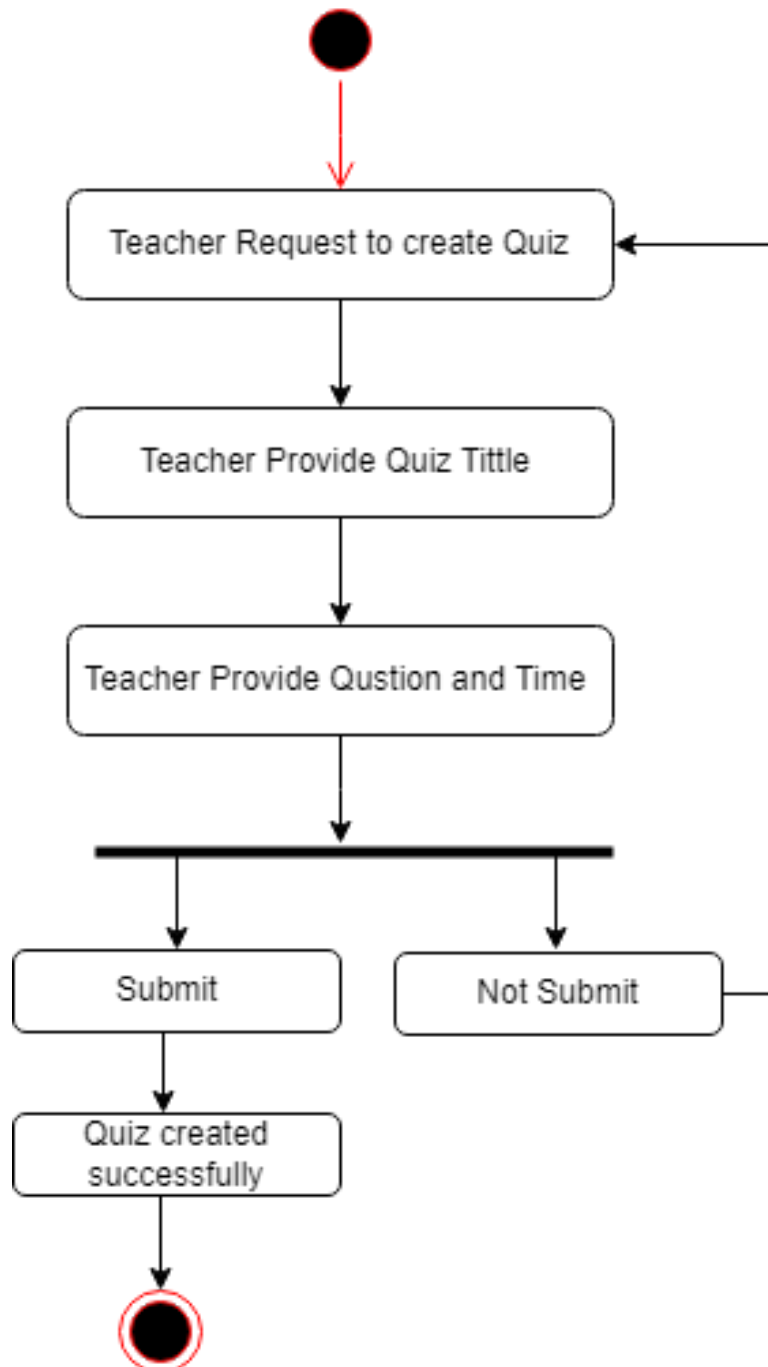 Teacher Request to create Quiz
Teacher Provide Quiz Tittle
Teacher Provide Qustion and Time
Submit
Not Submit
Quiz created
successfully